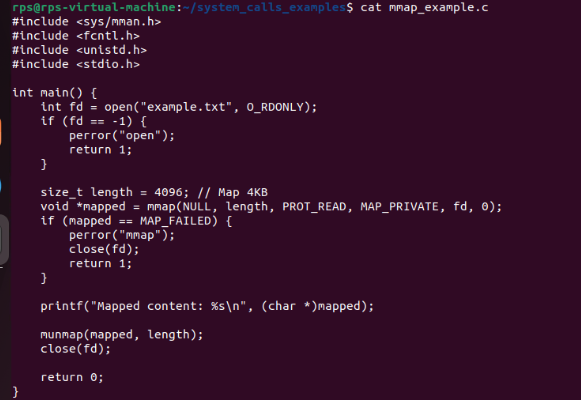 rps@rps-virtual-machine:~/system_calls_examples$ cat mmap_example.c
#include <sys/mman.h>
#include <fcntl.h>
#include <unistd.h>
#include <stdio.h>

int main() {
    int fd = open("example.txt", O_RDONLY);
    if (fd == -1) {
        perror("open");
        return 1;
    }

    size_t length = 4096; // Map 4KB
    void *mapped = mmap(NULL, length, PROT_READ, MAP_PRIVATE, fd, 0);
    if (mapped == MAP_FAILED) {
        perror("mmap");
        close(fd);
        return 1;
    }

    printf("Mapped content: %s\n", (char *)mapped);

    munmap(mapped, length);
    close(fd);

    return 0;
}